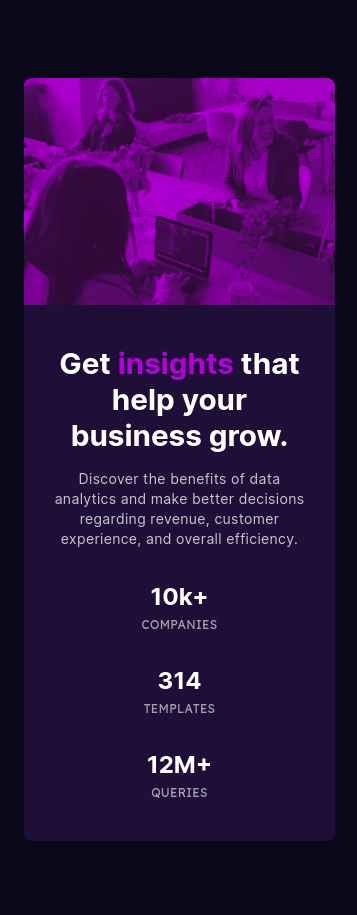 Get insights that
help your
business grow.
Discover the benefits of data
analytics and make better decisions
regarding revenue, customer
experience, and overall efficiency.
10k+
COMPANIES
314
TEMPLATES
12M+
QUERIES